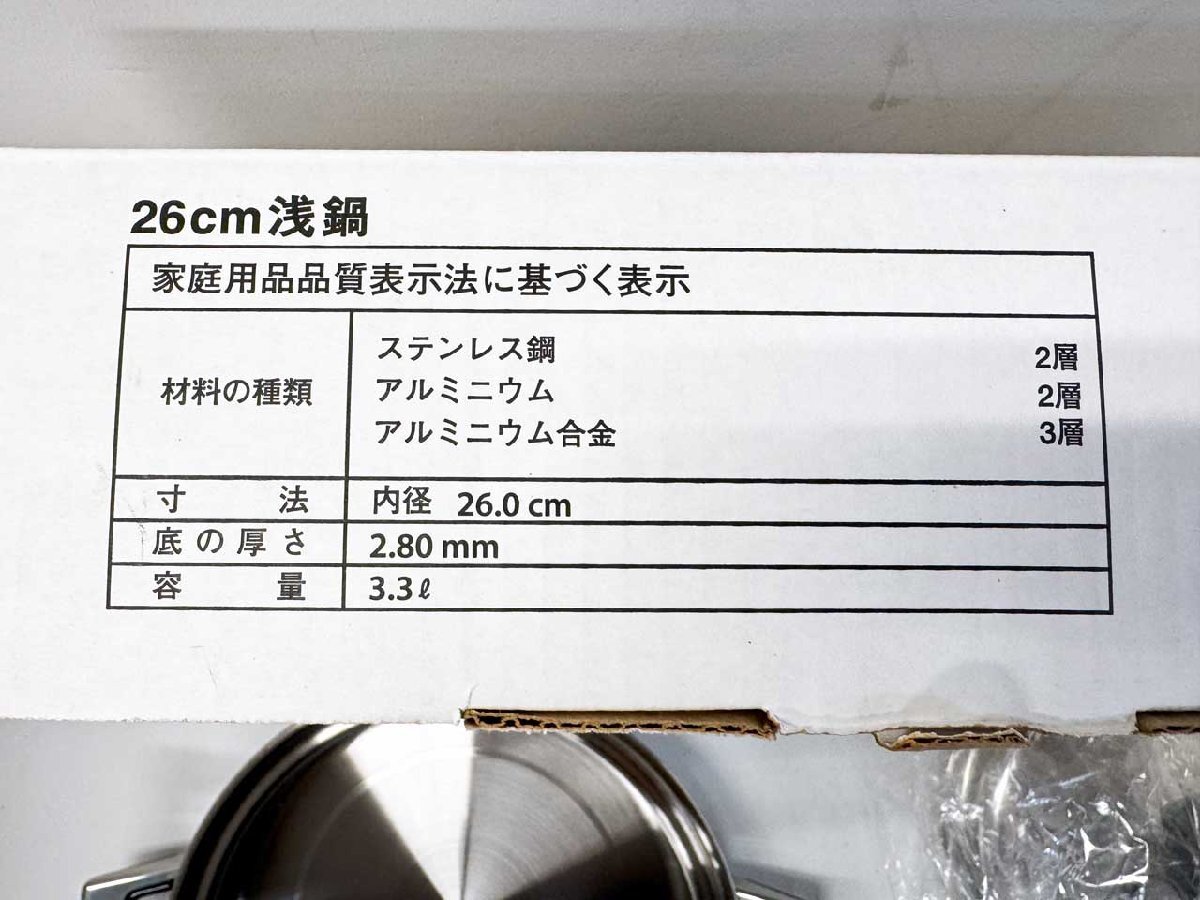 26cm浅鍋
家庭用品品質表示法に基づく表示
材料の種類
ステンレス鋼 2層
アルミニウム 2層
アルミニウム合金 3層
寸法 内径 26.0 cm
底の厚さ 2.80 mm
容量 3.3ℓ